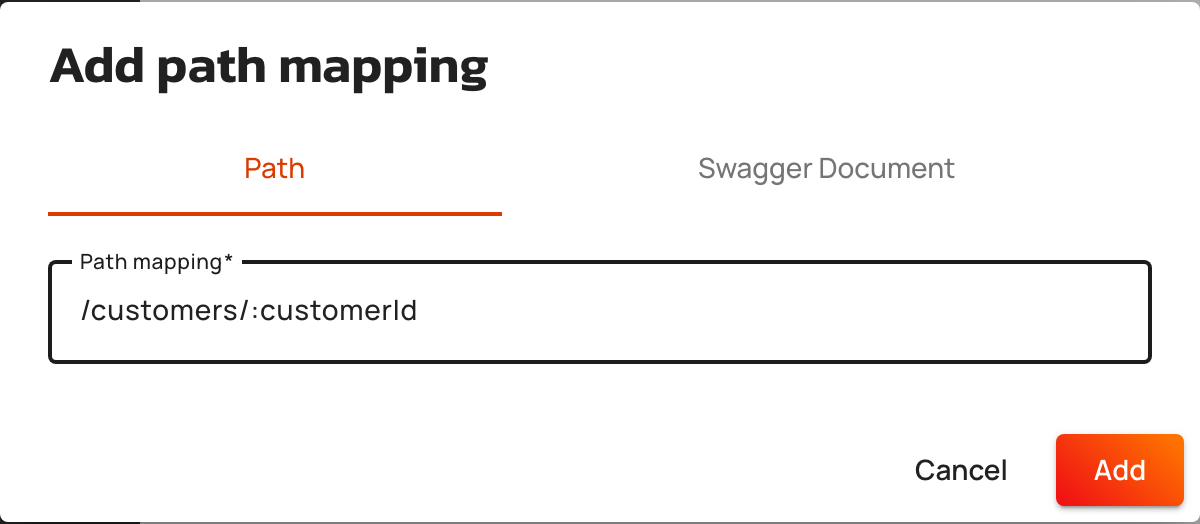 Add path mapping
Path
Swagger Document
Path mapping*
/customers/:customerId
Cancel
Add